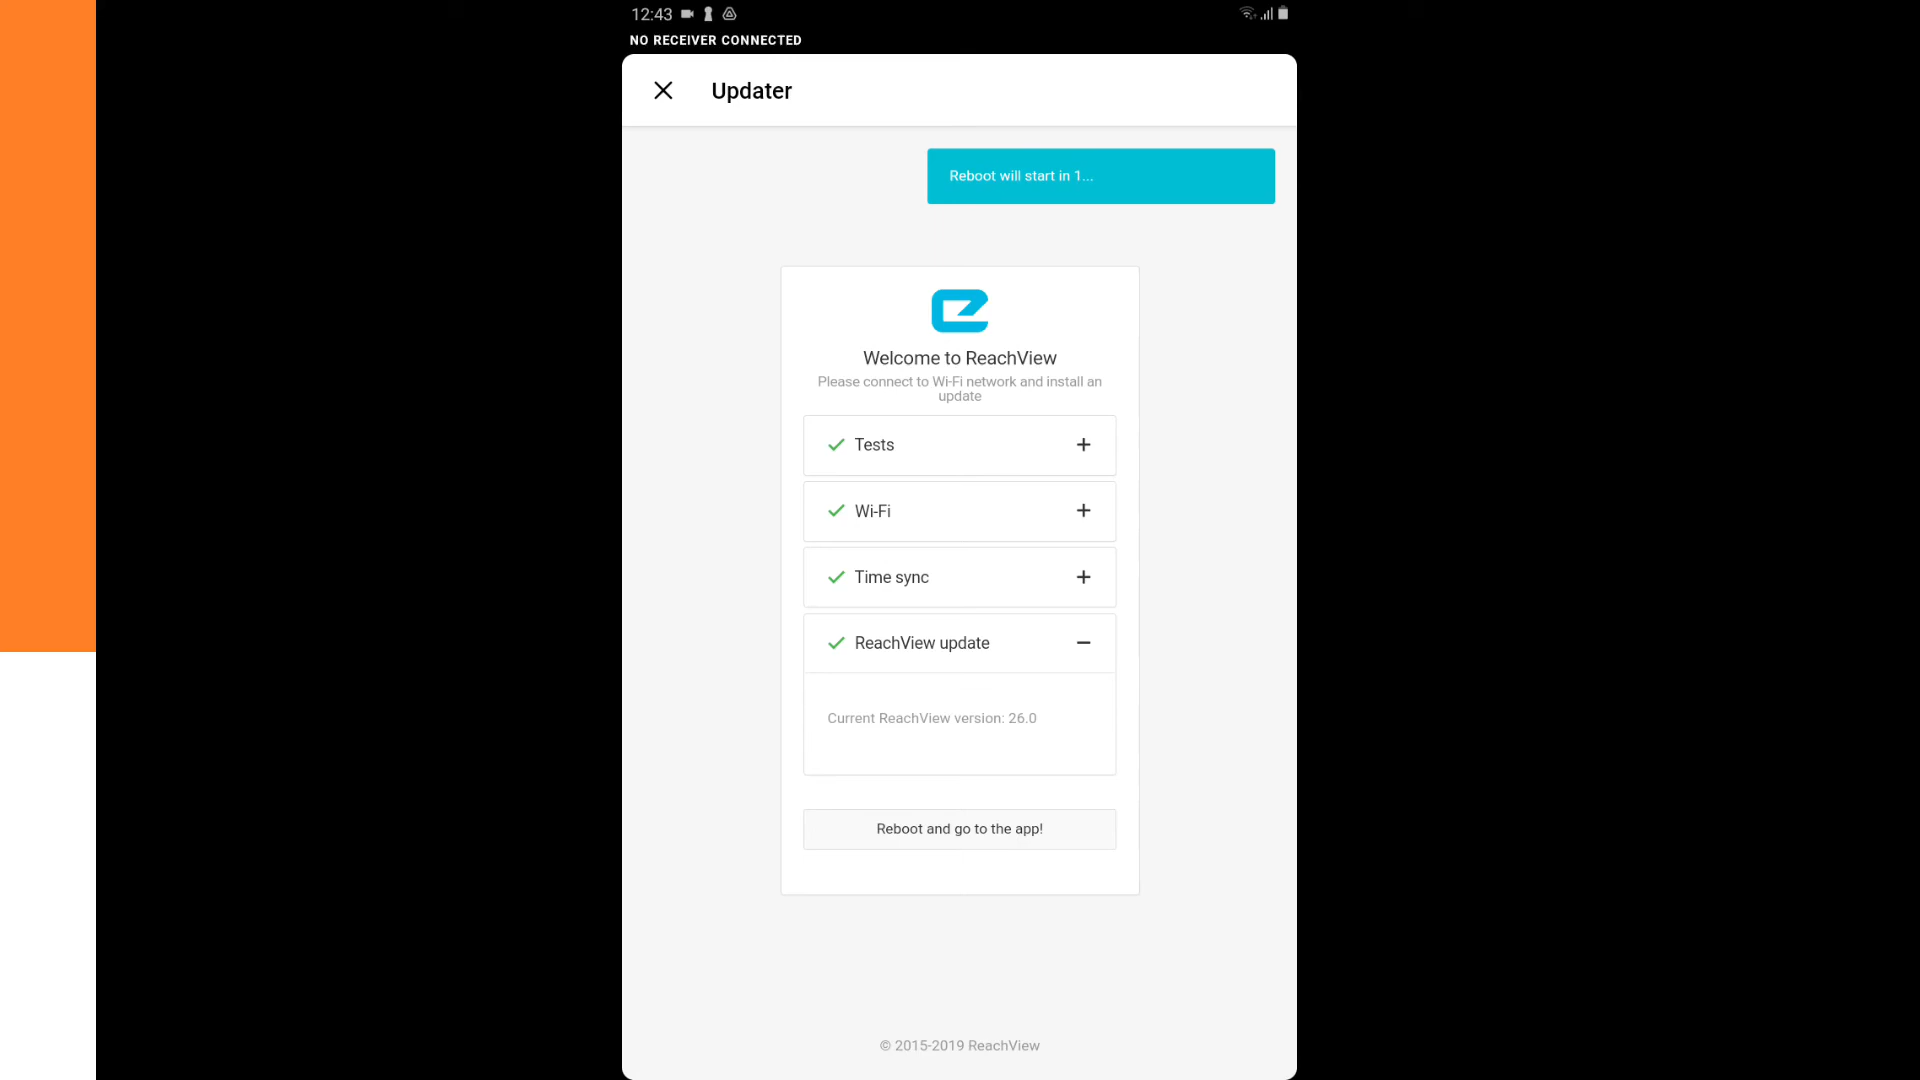 12:43
NO RECEIVER CONNECTED
Updater
Reboot will start in 1...
Welcome to ReachView
Please connect to Wi-Fi network and install an
update
Tests
Wi-Fi
Time sync
ReachView update
Current ReachView version: 26.0
Reboot and go to the app!
© 2015-2019 ReachView